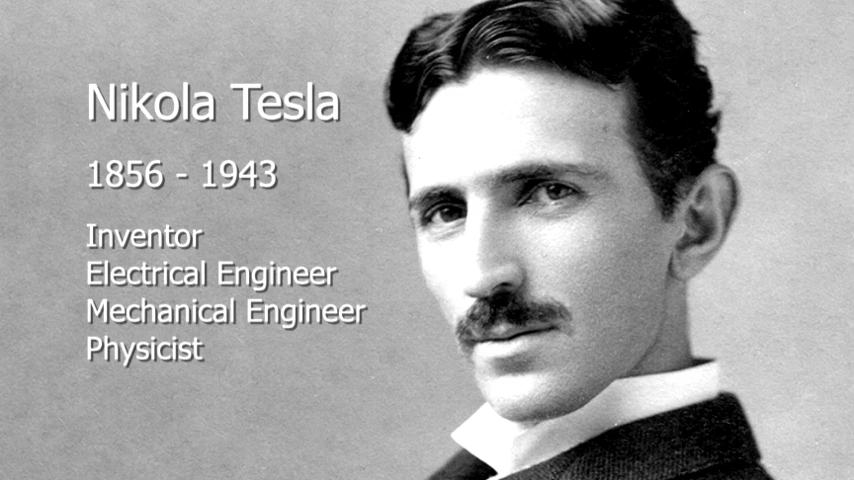 Nikola Tesla
1856 - 1943
Inventor
Electrical Engineer
Mechanical Engineer
Physicist